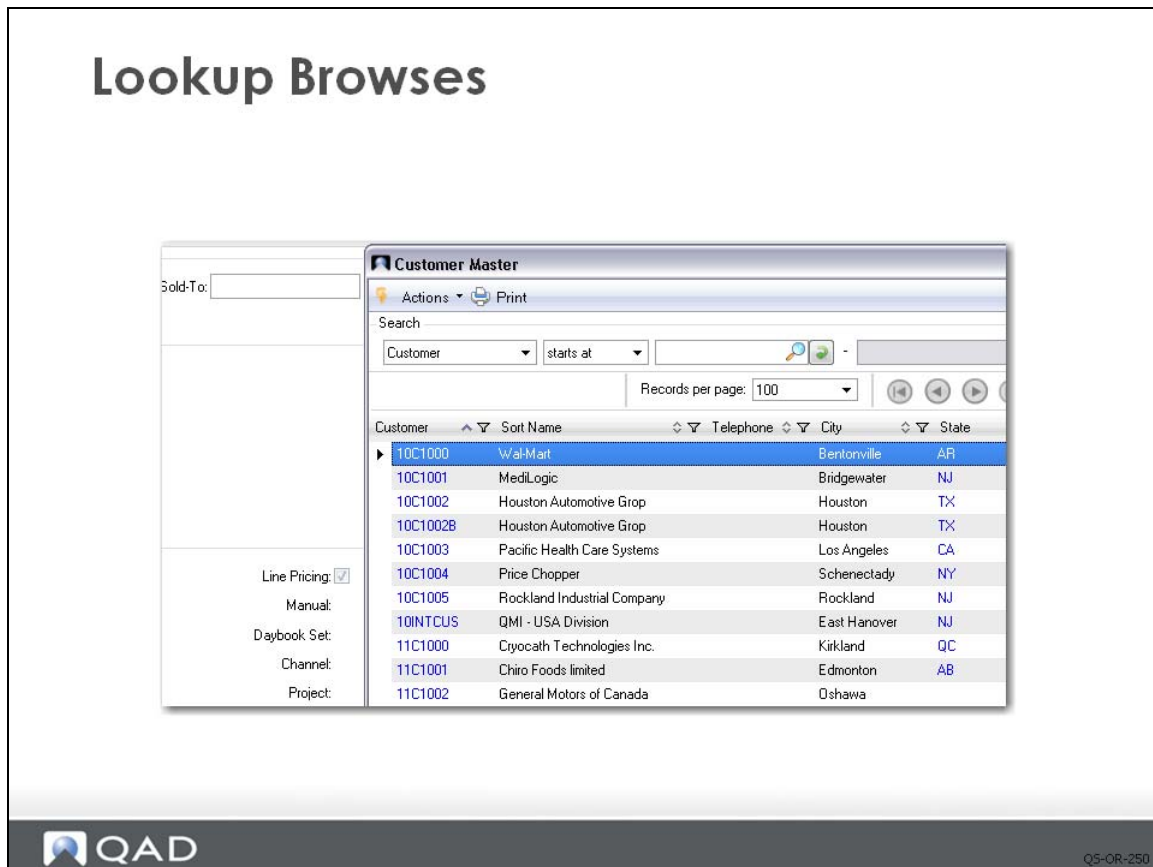 Lookup Browses
Sold-To:
Customer Master
Actions Print
Search
Customer starts at -
Records per page: 100
Customer Sort Name Telephone City State
10C1000 Wal-Mart Bentonville AR
10C1001 MediLogic Bridgewater NJ
10C1002 Houston Automotive Grop Houston TX
10C1002B Houston Automotive Grop Houston TX
10C1003 Pacific Health Care Systems Los Angeles CA
10C1004 Price Chopper Schenectady NY
10C1005 Rockland Industrial Company Rockland NJ
10INTCUS QMI - USA Division East Hanover NJ
11C1000 Cryocath Technologies Inc. Kirkland QC
11C1001 Chiro Foods limited Edmonton AB
11C1002 General Motors of Canada Oshawa
Line Pricing:
Manual:
Daybook Set:
Channel:
Project:
QAD
QS-OR-250